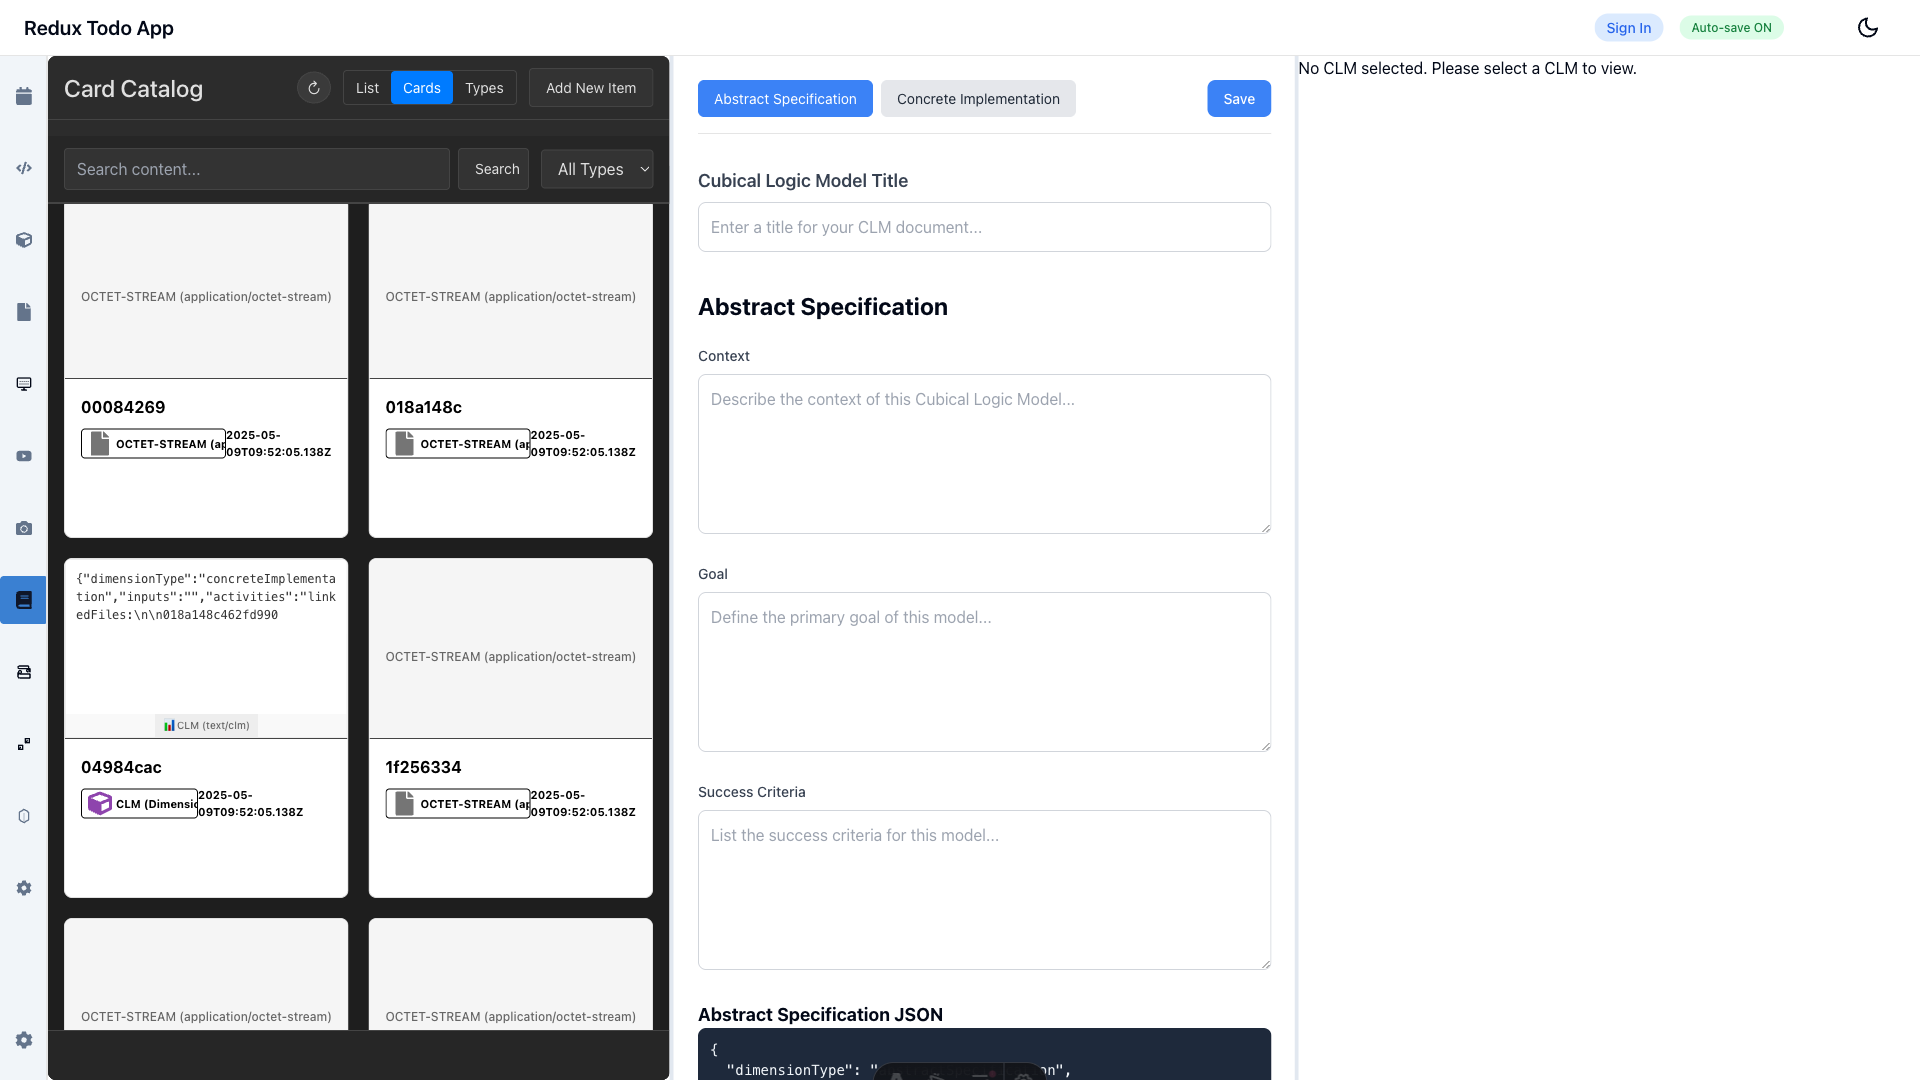 Redux Todo App
Sign In
Auto-save ON
Card Catalog
List
Cards
Types
Add New Item
Search content...
Search
All Types
OCTET-STREAM (application/octet-stream)
OCTET-STREAM (application/octet-stream)
00084269
OCTET-STREAM (ap
2025-05-
09T09:52:05.138Z
018a148c
OCTET-STREAM (ap
2025-05-
09T09:52:05.138Z
{"dimensionType":"concreteImplementa
tion","inputs":"","activities":"link
edFiles:\n\n018a148c462fd990
CLM (text/clm)
OCTET-STREAM (application/octet-stream)
04984cac
CLM (Dimensio
2025-05-
09T09:52:05.138Z
1f256334
OCTET-STREAM (ap
2025-05-
09T09:52:05.138Z
OCTET-STREAM (application/octet-stream)
OCTET-STREAM (application/octet-stream)
Abstract Specification
Concrete Implementation
Save
Cubical Logic Model Title
Enter a title for your CLM document...
Abstract Specification
Context
Describe the context of this Cubical Logic Model...
Goal
Define the primary goal of this model...
Success Criteria
List the success criteria for this model...
Abstract Specification JSON
{
"dimensionType":
No CLM selected. Please select a CLM to view.